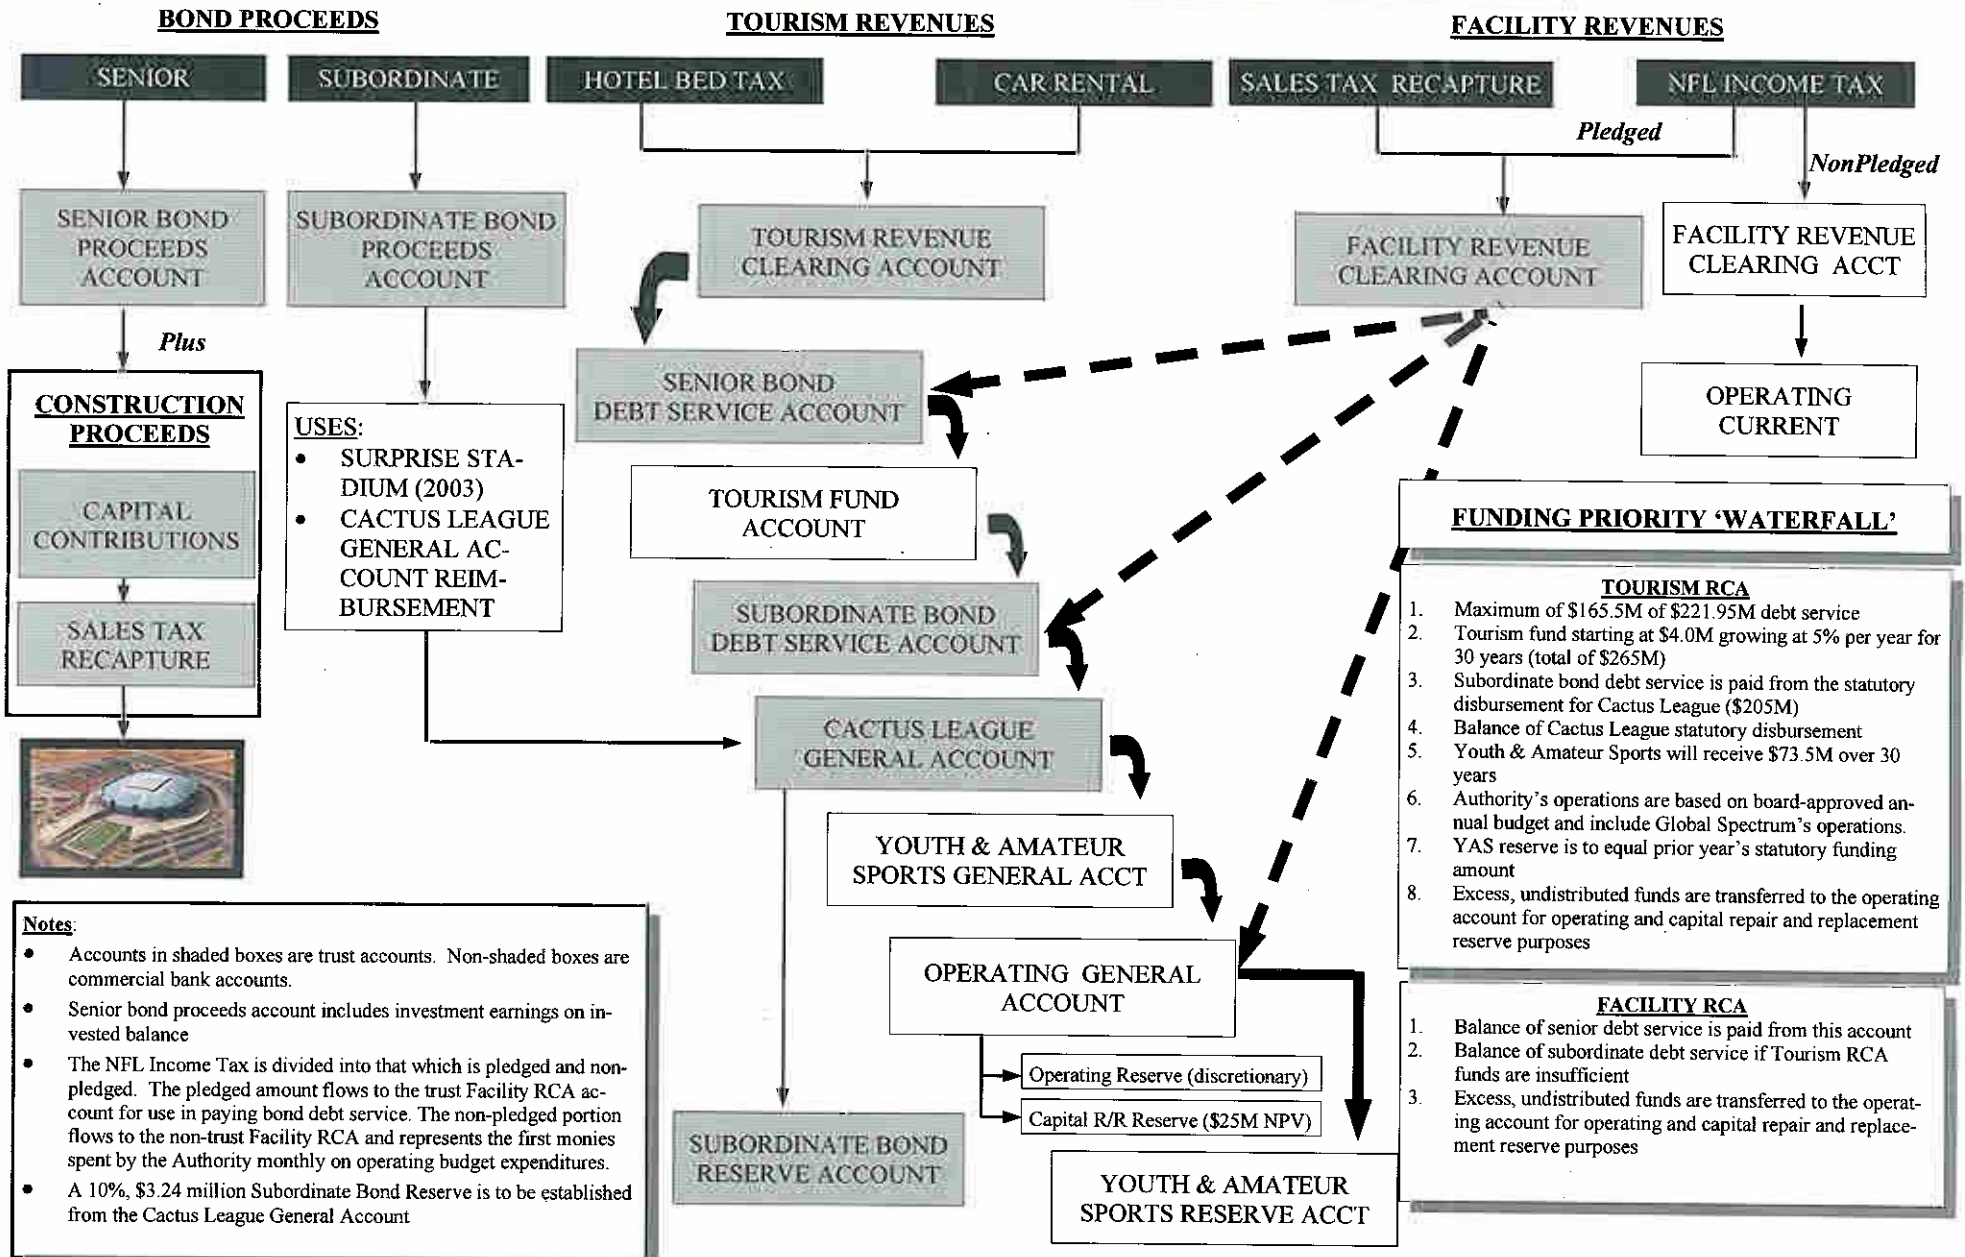 BOND PROCEEDS
TOURISM REVENUES
FACILITY REVENUES
SENIOR
SUBORDINATE
HOTEL BED TAX
CAR RENTAL
SALES TAX RECAPTURE
NFL INCOME TAX
Pledged
NonPledged
SENIOR BOND
PROCEEDS
ACCOUNT
SUBORDINATE BOND
PROCEEDS
ACCOUNT
TOURISM REVENUE
CLEARING ACCOUNT
FACILITY REVENUE
CLEARING ACCOUNT
FACILITY REVENUE
CLEARING ACCT
Plus
SENIOR BOND
DEBT SERVICE ACCOUNT
OPERATING
CURRENT
CONSTRUCTION
PROCEEDS
CAPITAL
CONTRIBUTIONS
SALES TAX
RECAPTURE
USES:
• SURPRISE STA-
DIUM (2003)
• CACTUS LEAGUE
GENERAL AC-
COUNT REIM-
BURSEMENT
TOURISM FUND
ACCOUNT
SUBORDINATE BOND
DEBT SERVICE ACCOUNT
CACTUS LEAGUE
GENERAL ACCOUNT
YOUTH & AMATEUR
SPORTS GENERAL ACCT
OPERATING GENERAL
ACCOUNT
Operating Reserve (discretionary)
Capital R/R Reserve ($25M NPV)
SUBORDINATE BOND
RESERVE ACCOUNT
YOUTH & AMATEUR
SPORTS RESERVE ACCT
FUNDING PRIORITY ‘WATERFALL’
TOURISM RCA
1. Maximum of $165.5M of $221.95M debt service
2. Tourism fund starting at $4.0M growing at 5% per year for
30 years (total of $265M)
3. Subordinate bond debt service is paid from the statutory
disbursement for Cactus League ($205M)
4. Balance of Cactus League statutory disbursement
5. Youth & Amateur Sports will receive $73.5M over 30
years
6. Authority’s operations are based on board-approved an-
nual budget and include Global Spectrum’s operations.
7. YAS reserve is to equal prior year’s statutory funding
amount
8. Excess, undistributed funds are transferred to the operating
account for operating and capital repair and replacement
reserve purposes
FACILITY RCA
1. Balance of senior debt service is paid from this account
2. Balance of subordinate debt service if Tourism RCA
funds are insufficient
3. Excess, undistributed funds are transferred to the operat-
ing account for operating and capital repair and replace-
ment reserve purposes
Notes:
• Accounts in shaded boxes are trust accounts. Non-shaded boxes are
commercial bank accounts.
• Senior bond proceeds account includes investment earnings on in-
vested balance
• The NFL Income Tax is divided into that which is pledged and non-
pledged. The pledged amount flows to the trust Facility RCA ac-
count for use in paying bond debt service. The non-pledged portion
flows to the non-trust Facility RCA and represents the first monies
spent by the Authority monthly on operating budget expenditures.
• A 10%, $3.24 million Subordinate Bond Reserve is to be established
from the Cactus League General Account